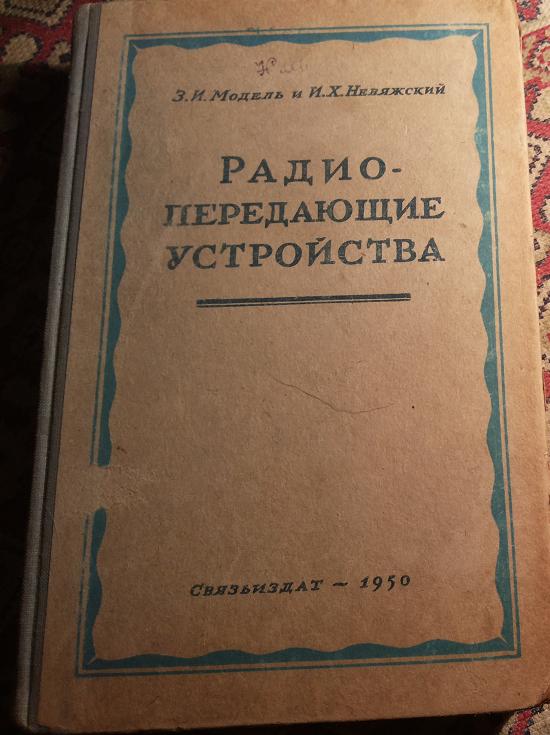 З. И. Модель и И. Х. Невяжский
Радио-
передающие
устройства
Связьиздат ~ 1950